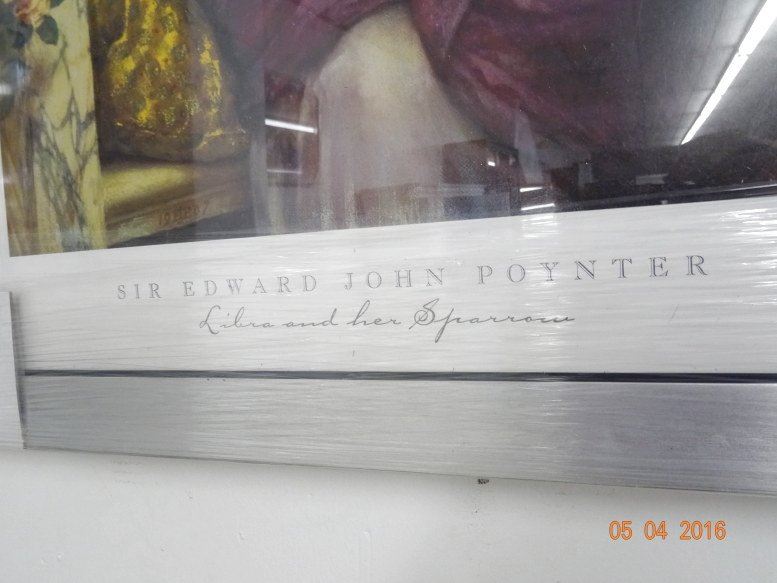 SIR EDWARD JOHN POYNTER
Libra and her Sparrow
05 04 2016